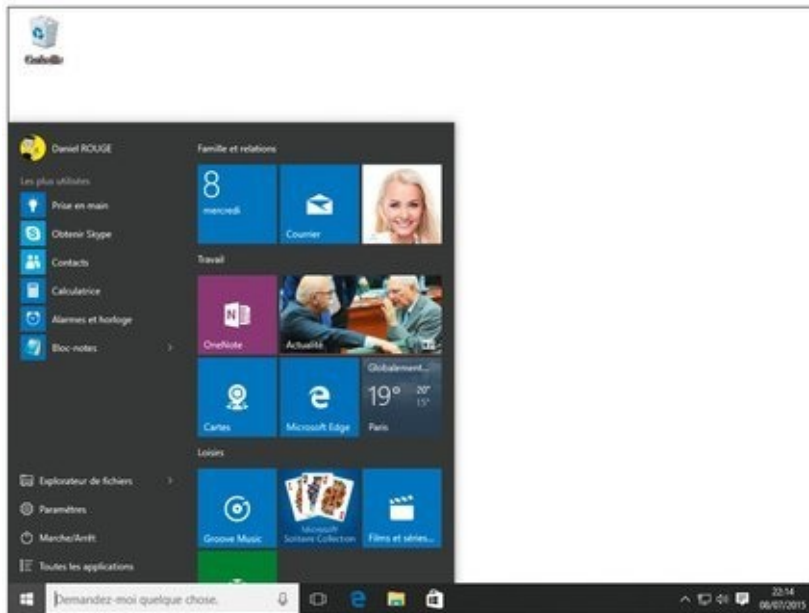 Corbeille
Daniel ROUGE
Les plus utilisées
Prise en main
Obtenir Skype
Contacts
Calculatrice
Alarmes et horloge
Bloc-notes
Explorateur de fichiers
Paramètres
Marche/Arrêt
Toutes les applications
Famille et relations
8
mercredi
Courrier
Travail
OneNote
Actualité
Cartes
Microsoft Edge
Globalement...
19° 20°
15°
Paris
Loisirs
Groove Music
Microsoft
Solitaire Collection
Films et séries...
Demandez-moi quelque chose.
22:14
08/07/2015